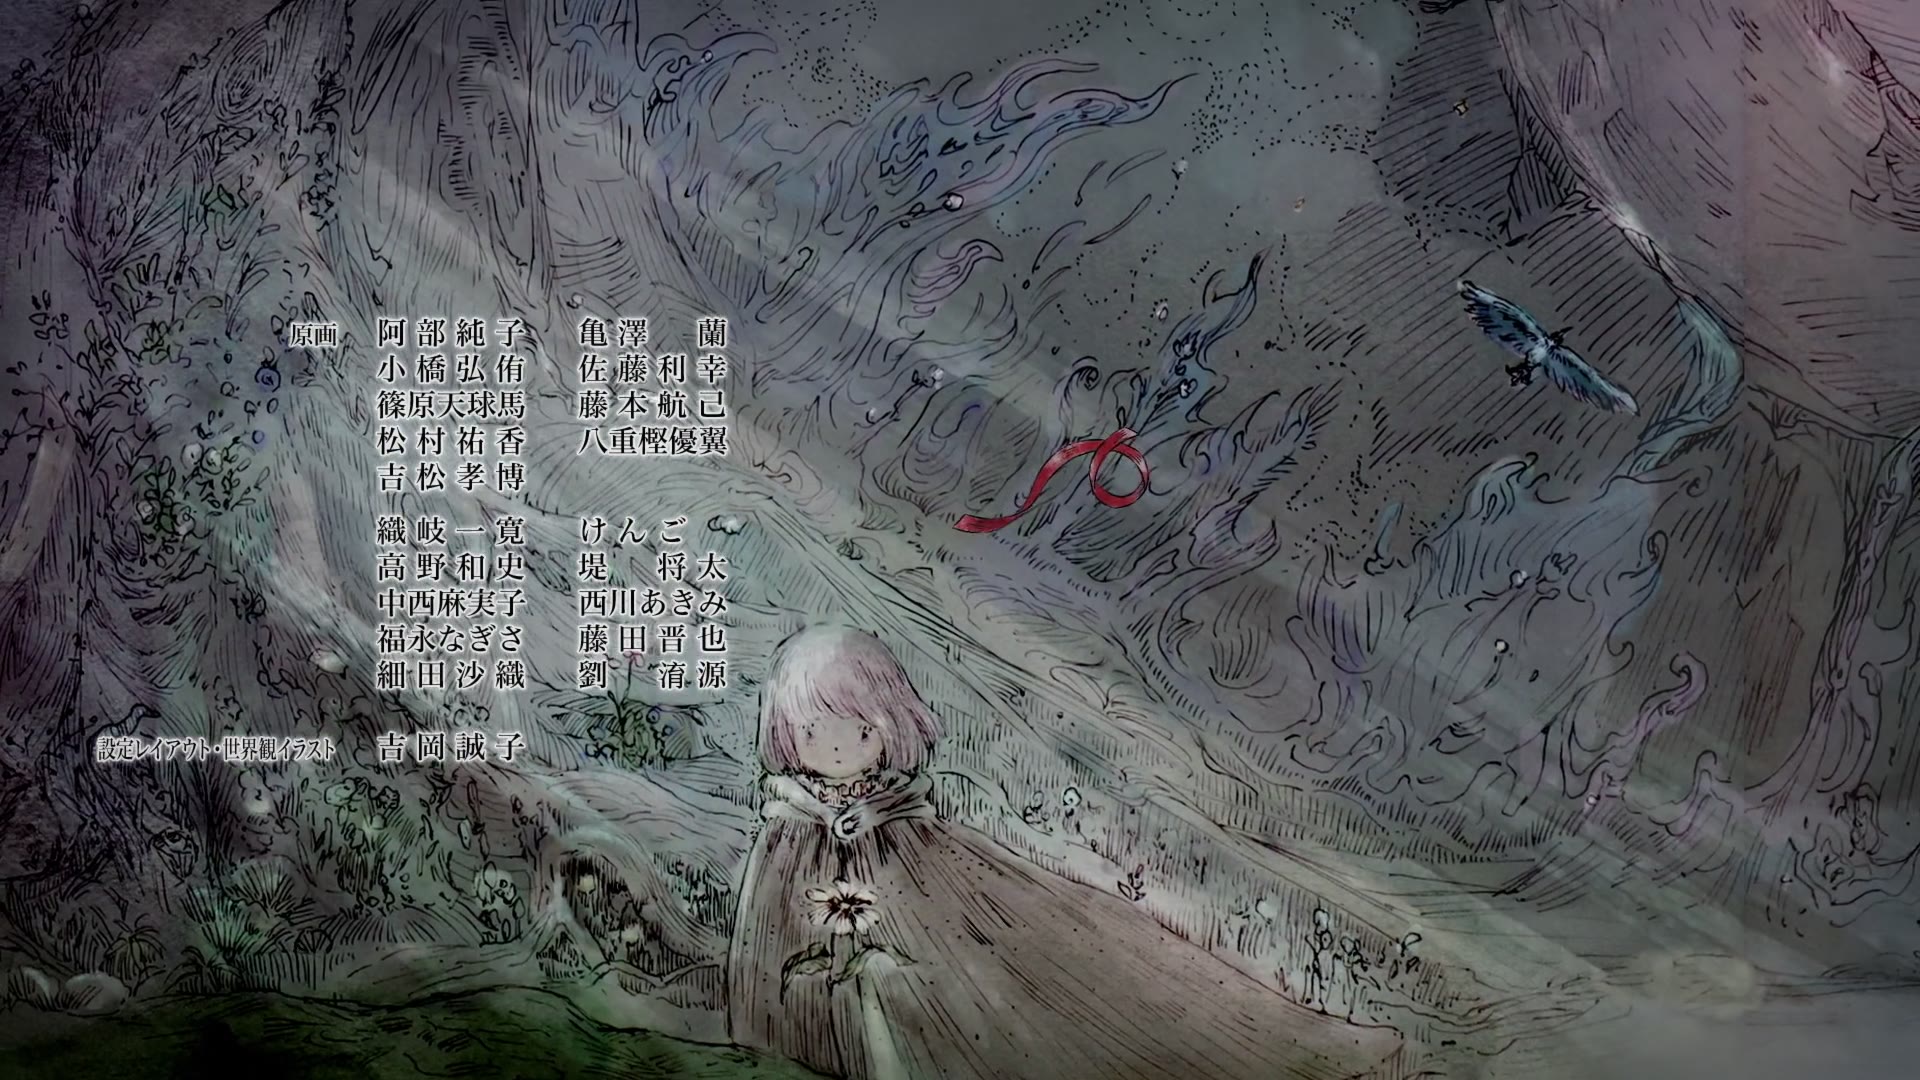 原画 阿部純子 亀澤 蘭
小橋弘侑 佐藤利幸
篠原天球馬 藤本航己
松村祐香 八重樫優翼
吉松孝博
織岐一寛 けんご
高野和史 堤 将太
中西麻実子 西川あきみ
福永なぎさ 藤田晋也
細田沙織 劉 淯源
設定レイアウト・世界観イラスト 吉岡誠子